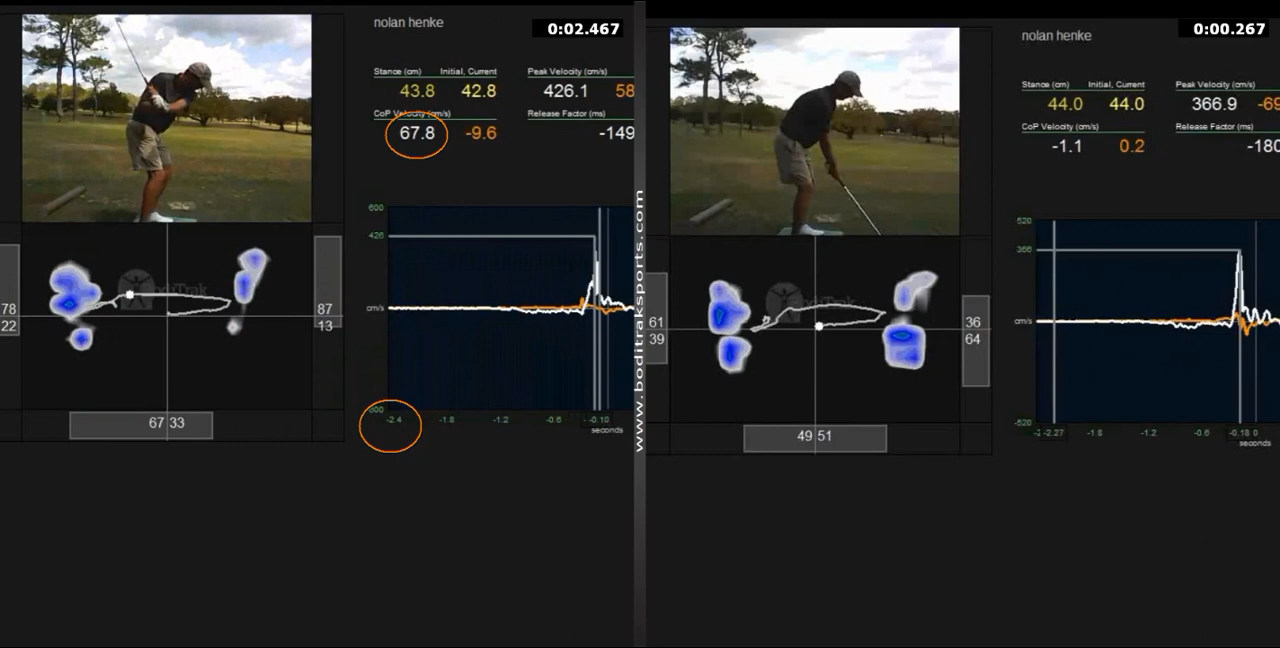 nolan henke
0:02.467
Stance (cm) Initial, Current
43.8 42.8
Peak Velocity (cm/s)
426.1 58
CoP Velocity (cm/s)
67.8 -9.6
Release Factor (ms)
-149
600
426
cm/s
-2.4 -1.8 -1.2 -0.6 -0.10
seconds
78
22
87
13
67 33
BodiTrak
www.boditraksports.com
nolan henke
0:00.267
Stance (cm) Initial, Current
44.0 44.0
Peak Velocity (cm/s)
366.9 -69
CoP Velocity (cm/s)
-1.1 0.2
Release Factor (ms)
-180
520
366
cm/s
-520
-2.27 -1.8 -1.2 -0.6 -0.18 0
seconds
61
39
36
64
49 51